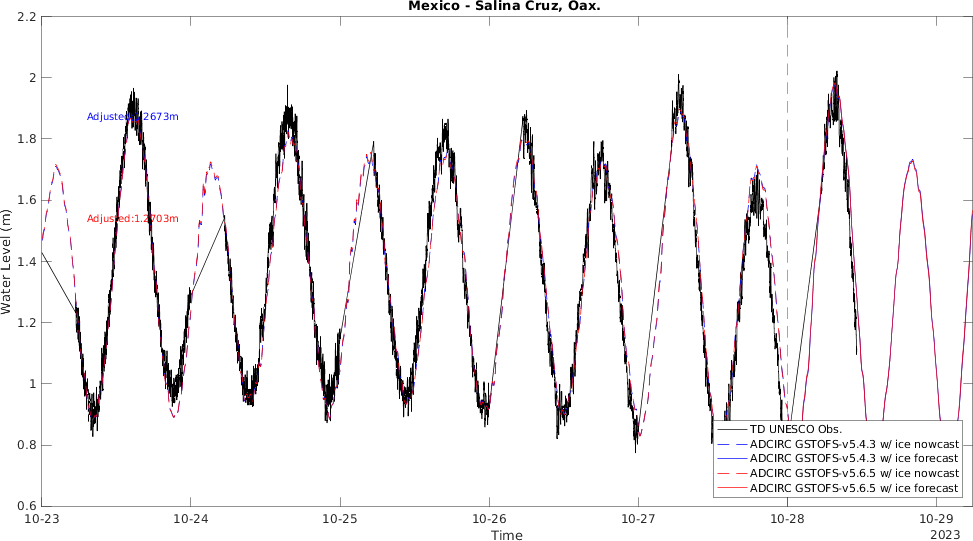 Mexico - Salina Cruz, Oax.
2.2
2
1.8
1.6
1.4
1.2
1
0.8
0.6
Water Level (m)
Adjusted:1.2673m
Adjusted:1.2703m
TD UNESCO Obs.
ADCIRC GSTOFS-v5.4.3 w/ ice nowcast
ADCIRC GSTOFS-v5.4.3 w/ ice forecast
ADCIRC GSTOFS-v5.6.5 w/ ice nowcast
ADCIRC GSTOFS-v5.6.5 w/ ice forecast
10-23 10-24 10-25 10-26 10-27 10-28 10-29
Time 2023